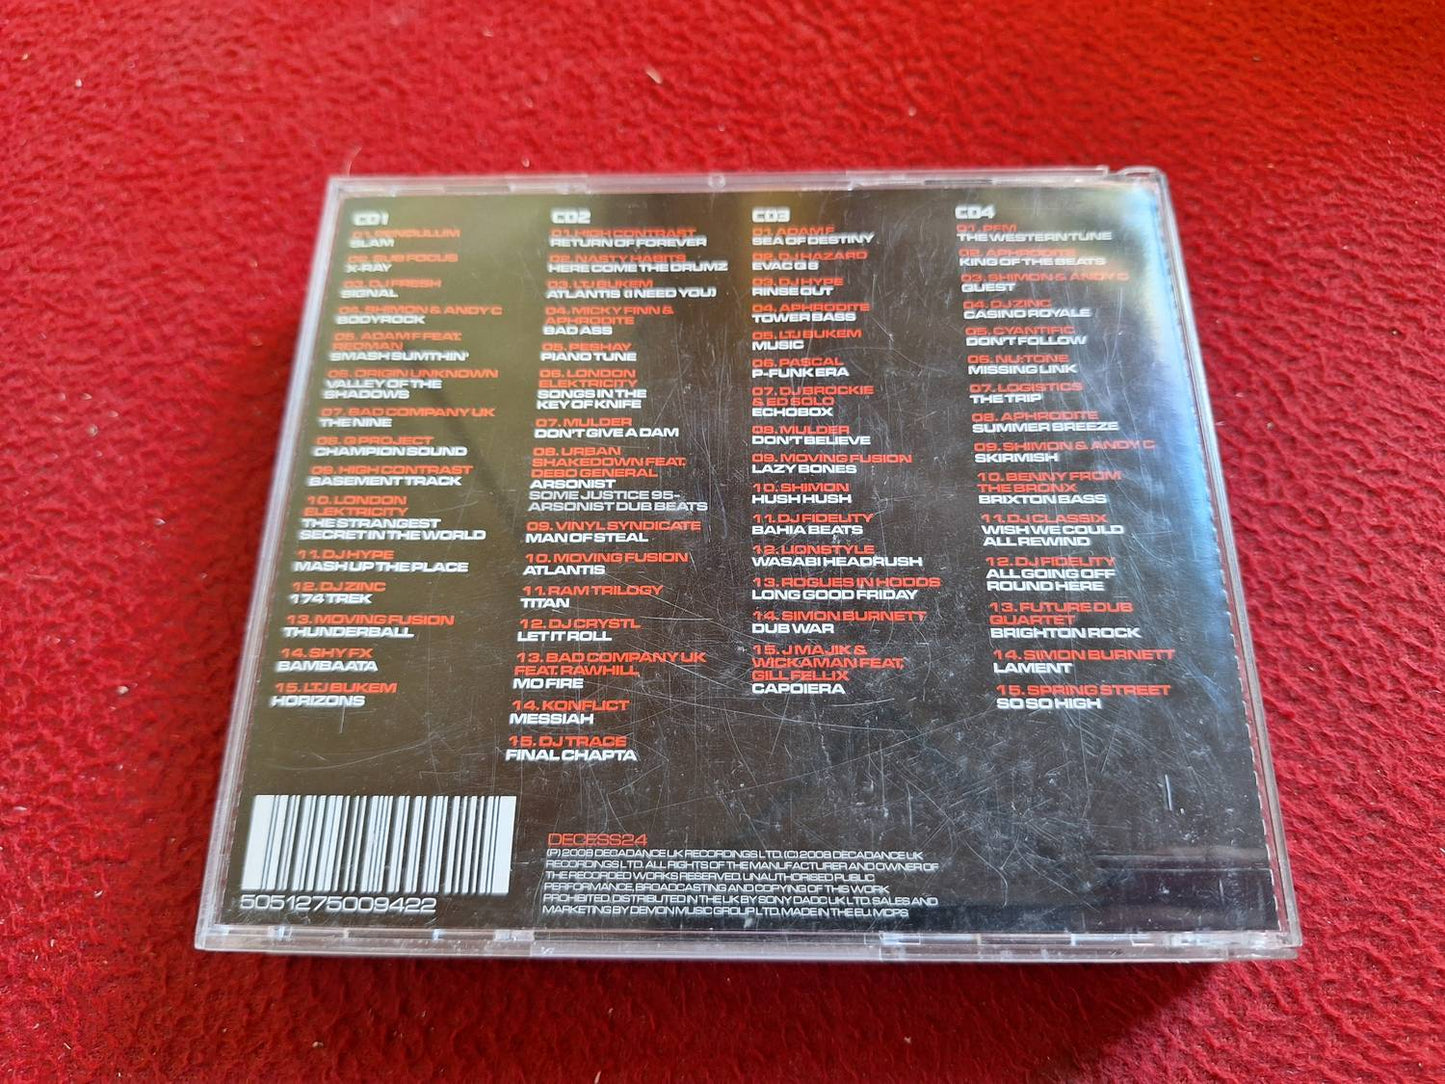 CD1
01. PENDULUM
SLAM
02. SUB FOCUS
X-RAY
03. DJ FRESH
SIGNAL
04. SHIMON & ANDY C
BODYROCK
05. ADAM F FEAT.
REDMAN
SMASH SUMTHIN'
06. ORIGIN UNKNOWN
VALLEY OF THE
SHADOWS
07. BAD COMPANY UK
THE NINE
08. G PROJECT
CHAMPION SOUND
09. HIGH CONTRAST
BASEMENT TRACK
10. LONDON
ELEKTRICITY
THE STRANGEST
SECRET IN THE WORLD
11. DJ HYPE
MASH UP THE PLACE
12. DJ ZINC
174 TREK
13. MOVING FUSION
THUNDERBALL
14. SHY FX
BAMBAATA
15. LTJ BUKEM
HORIZONS
CD2
01. HIGH CONTRAST
RETURN OF FOREVER
02. NASTY HABITS
HERE COME THE DRUMZ
03. LTJ BUKEM
ATLANTIS (I NEED YOU)
04. MICKY FINN &
APHRODITE
BAD ASS
05. PESHAY
PIANO TUNE
06. LONDON
ELEKTRICITY
SONGS IN THE
KEY OF KNIFE
07. MULDER
DON'T GIVE A DAM
08. URBAN
SHAKEDOWN FEAT.
DEBO GENERAL
ARSONIST
SOME JUSTICE 95-
ARSONIST DUB BEATS
09. VINYL SYNDICATE
MAN OF STEAL
10. MOVING FUSION
ATLANTIS
11. RAM TRILOGY
TITAN
12. DJ CRYSTL
LET IT ROLL
13. BAD COMPANY UK
FEAT. RAWHILL
MO FIRE
14. KONFLICT
MESSIAH
15. DJ TRACE
FINAL CHAPTA
CD3
01. ADAM F
SEA OF DESTINY
02. DJ HAZARD
EVAC Q 8
03. DJ HYPE
RINSE OUT
04. APHRODITE
TOWER BASS
05. LTJ BUKEM
MUSIC
06. PASCAL
P-FUNK ERA
07. DJ BROCKIE
& ED SOLO
ECHOBOX
08. MULDER
DON'T BELIEVE
09. MOVING FUSION
LAZY BONES
10. SHIMON
HUSH HUSH
11. DJ FIDELITY
BAHIA BEATS
12. LIONSTYLE
WASABI HEADRUSH
13. ROGUES IN HODDS
LONG GOOD FRIDAY
14. SIMON BURNETT
DUB WAR
15. J MAJIK &
WICKAMAN FEAT.
GILL FELLIX
CAPOIERA
CD4
01. PFM
THE WESTERN TUNE
02. APHRODITE
KING OF THE BEATS
03. SHIMON & ANDY C
QUEST
04. DJ ZINC
CASINO ROYALE
05. CYANTIFIC
DON'T FOLLOW
06. NU:TONE
MISSING LINK
07. LOGISTICS
THE TRIP
08. APHRODITE
SUMMER BREEZE
09. SHIMON & ANDY C
SKIRMISH
10. BENNY FROM
THE BRONX
BRIXTON BASS
11. DJ CLASSIX
WISH WE COULD
ALL REWIND
12. DJ FIDELITY
ALL GOING OFF
ROUND HERE
13. FUTURE DUB
QUARTET
BRIGHTON ROCK
14. SIMON BURNETT
LAMENT
15. SPRING STREET
SO SO HIGH
5051275009422
DECESS24
(P) 2008 DECADANCE UK RECORDINGS LTD. (C) 2008 DECADANCE UK
RECORDINGS LTD. ALL RIGHTS OF THE MANUFACTURER AND OWNER OF
THE RECORDED WORKS RESERVED. UNAUTHORISED PUBLIC
PERFORMANCE, BROADCASTING AND COPYING OF THIS WORK
PROHIBITED. DISTRIBUTED IN THE UK BY SONY DADC UK LTD. SALES AND
MARKETING BY DEMON MUSIC GROUP LTD. MADE IN THE EU. MCPS